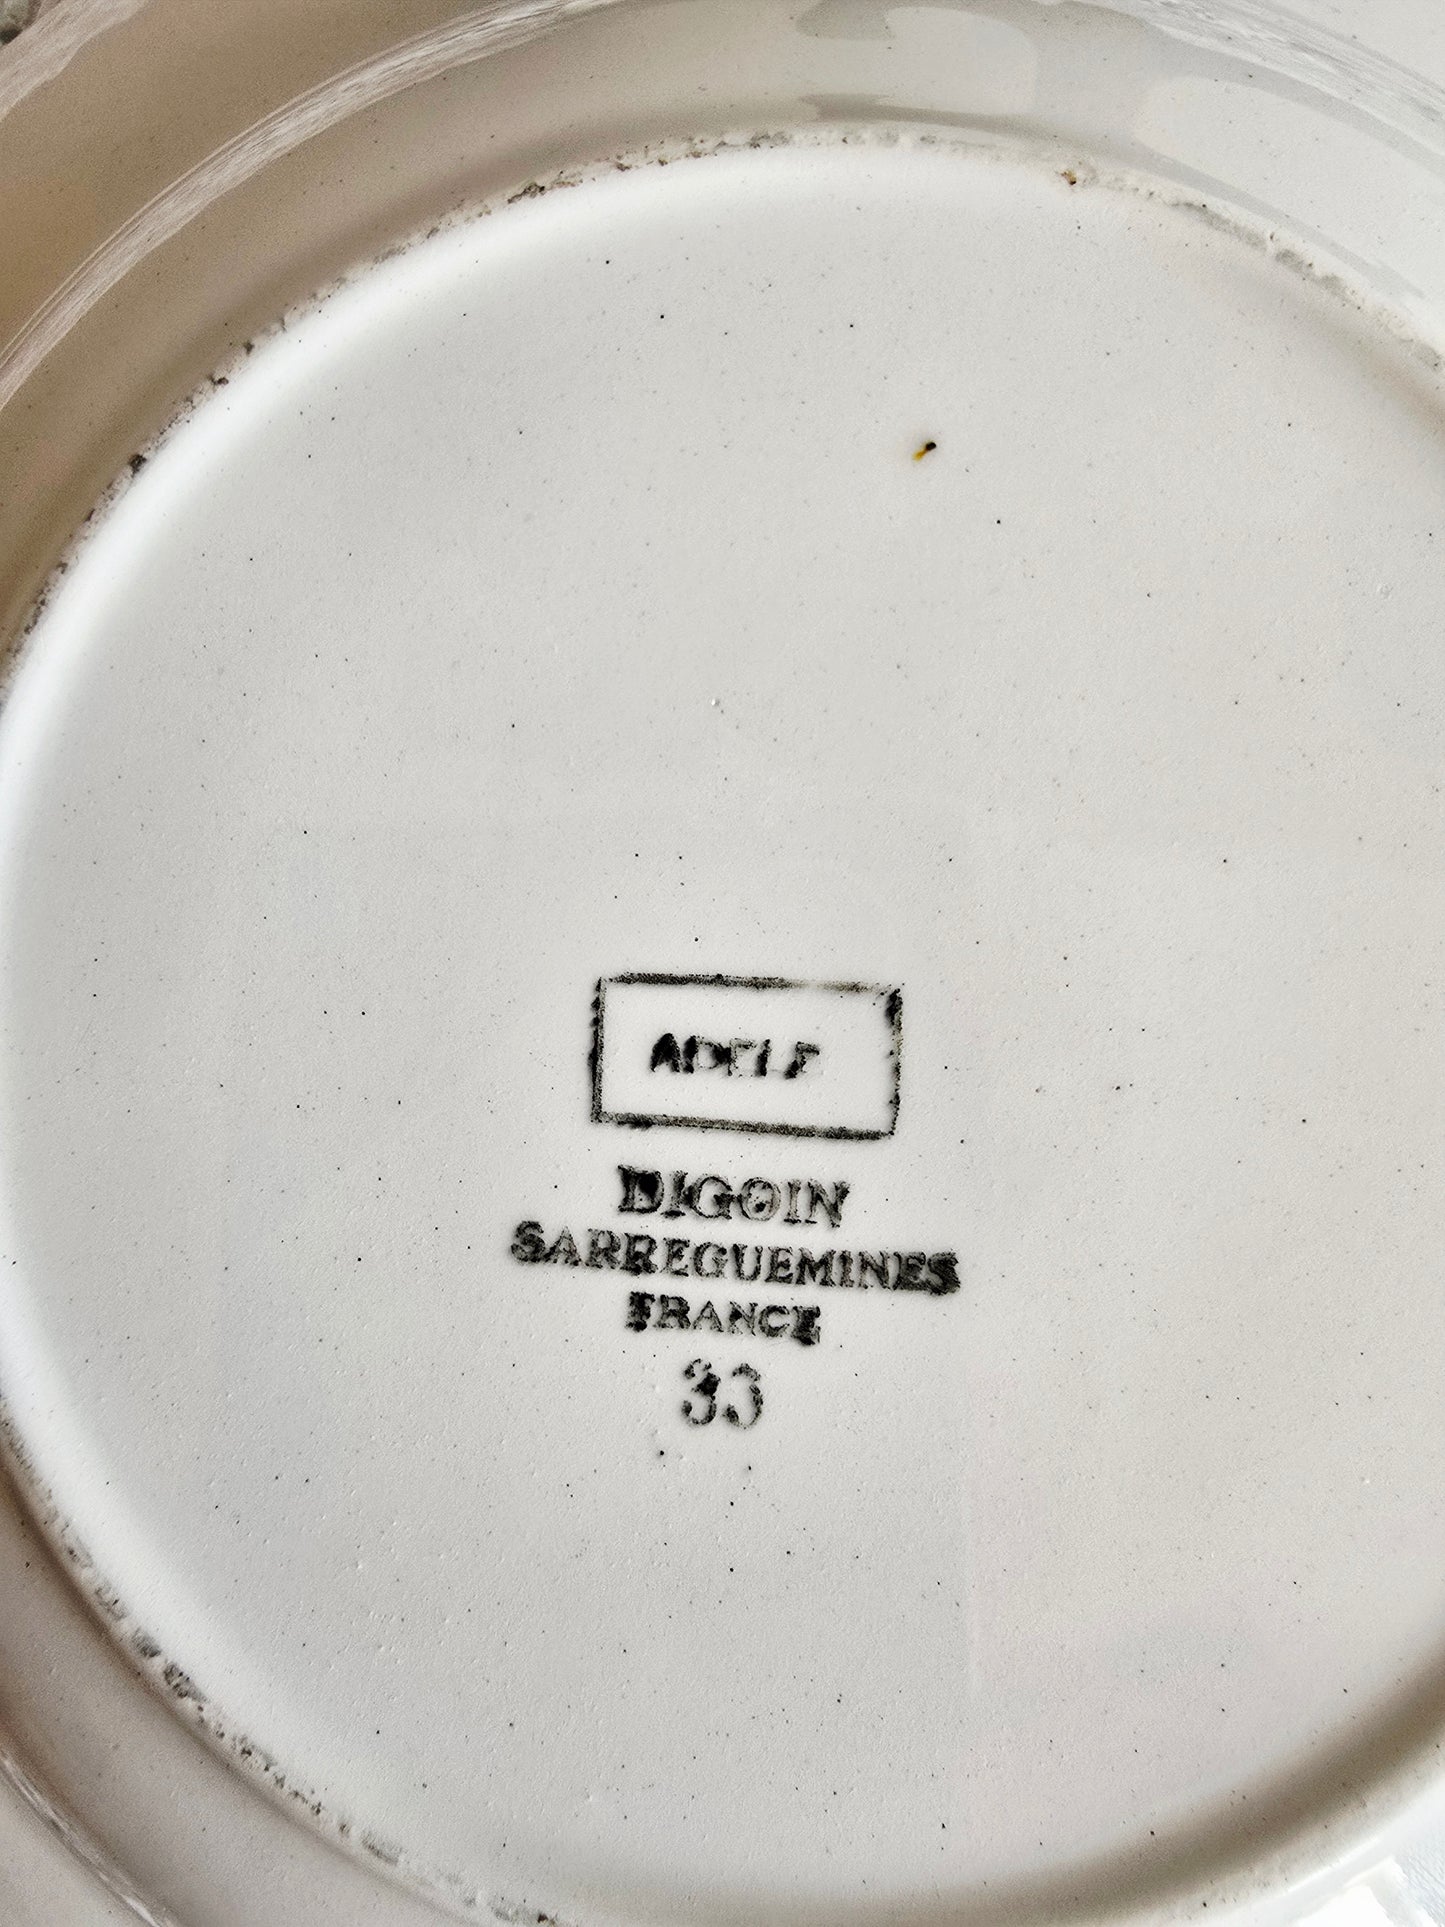 ADELE
DIGOIN
SARREGUEMINES
FRANCE
33